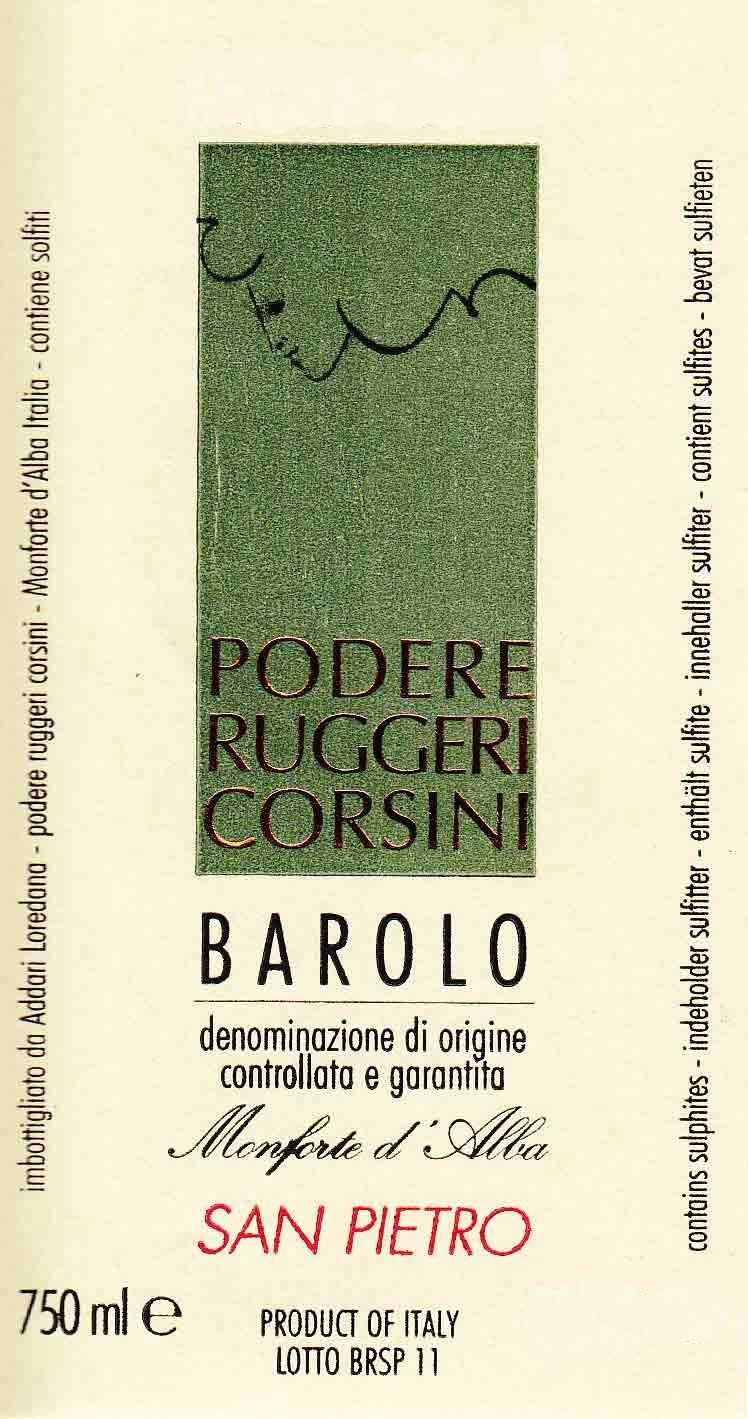 imbottigliato da Addari Loredana - podere ruggeri corsini - Monforte d'Alba Italia - contiene solfiti
PODERE
RUGGERI
CORSINI
BAROLO
denominazione di origine
controllata e garantita
Monforte d'Alba
SAN PIETRO
750 ml e
PRODUCT OF ITALY
LOTTO BRSP 11
contains sulphites - indeholder sulfitter - enthält sulfite - innehaller sulfiter - contient sulfites - bevat sulfieten